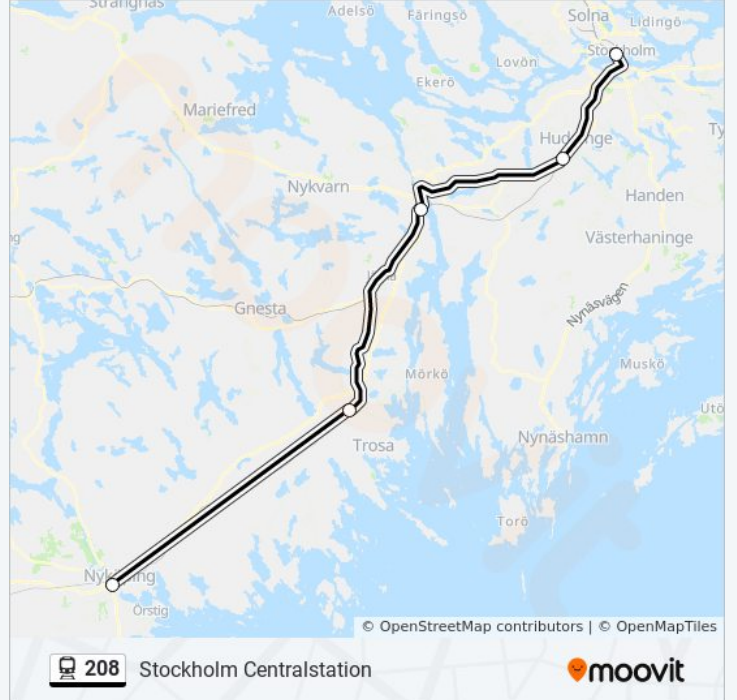 Strängnäs
Adelsö
Färingsö
Solna
Lidingö
Stockholm
Lovön
Ekerö
Mariefred
Huddinge
Ty
Nykvarn
Handen
Västerhaninge
ng
Nynäsvägen
Gnesta
Mörkö
Muskö
Utö
Trosa
Nynäshamn
Torö
Nyköping
Örstig
© OpenStreetMap contributors | © OpenMapTiles
208 Stockholm Centralstation
moovit